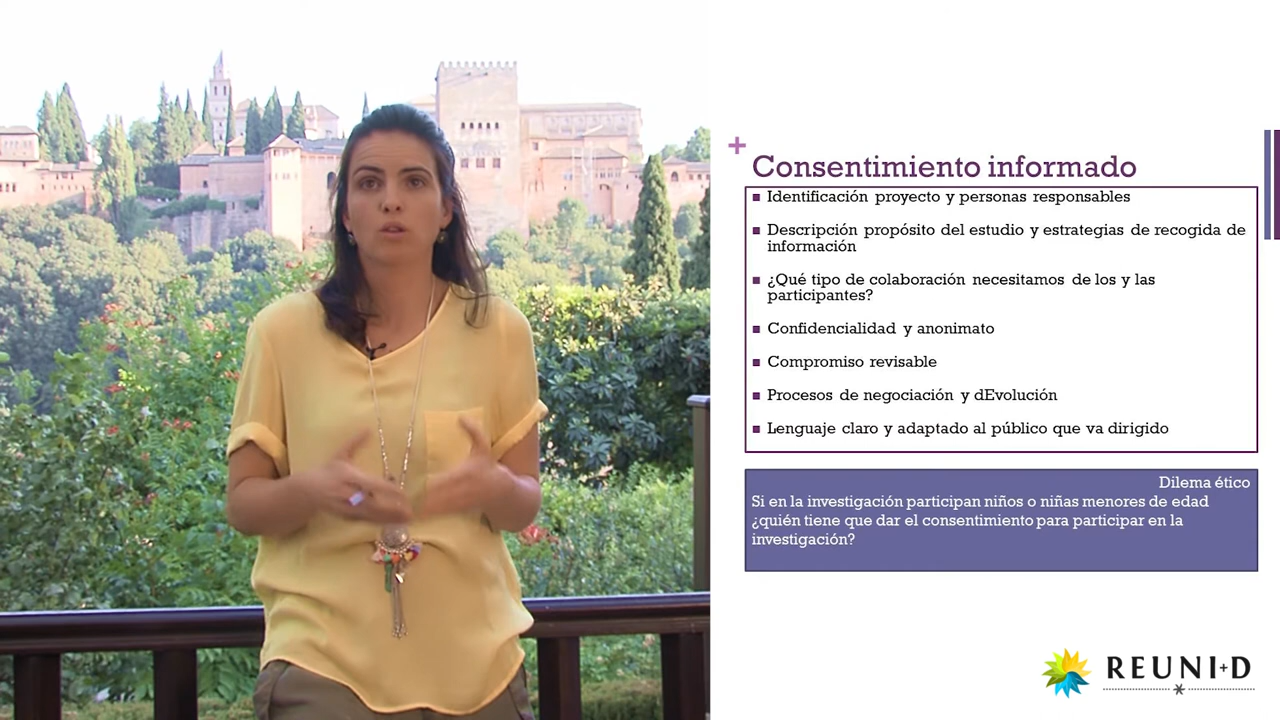 +
Consentimiento informado
Identificación proyecto y personas responsables
Descripción propósito del estudio y estrategias de recogida de
información
¿Qué tipo de colaboración necesitamos de los y las
participantes?
Confidencialidad y anonimato
Compromiso revisable
Procesos de negociación y dEvolución
Lenguaje claro y adaptado al público que va dirigido
Dilema ético
Si en la investigación participan niños o niñas menores de edad
¿quién tiene que dar el consentimiento para participar en la
investigación?
REUNI+D